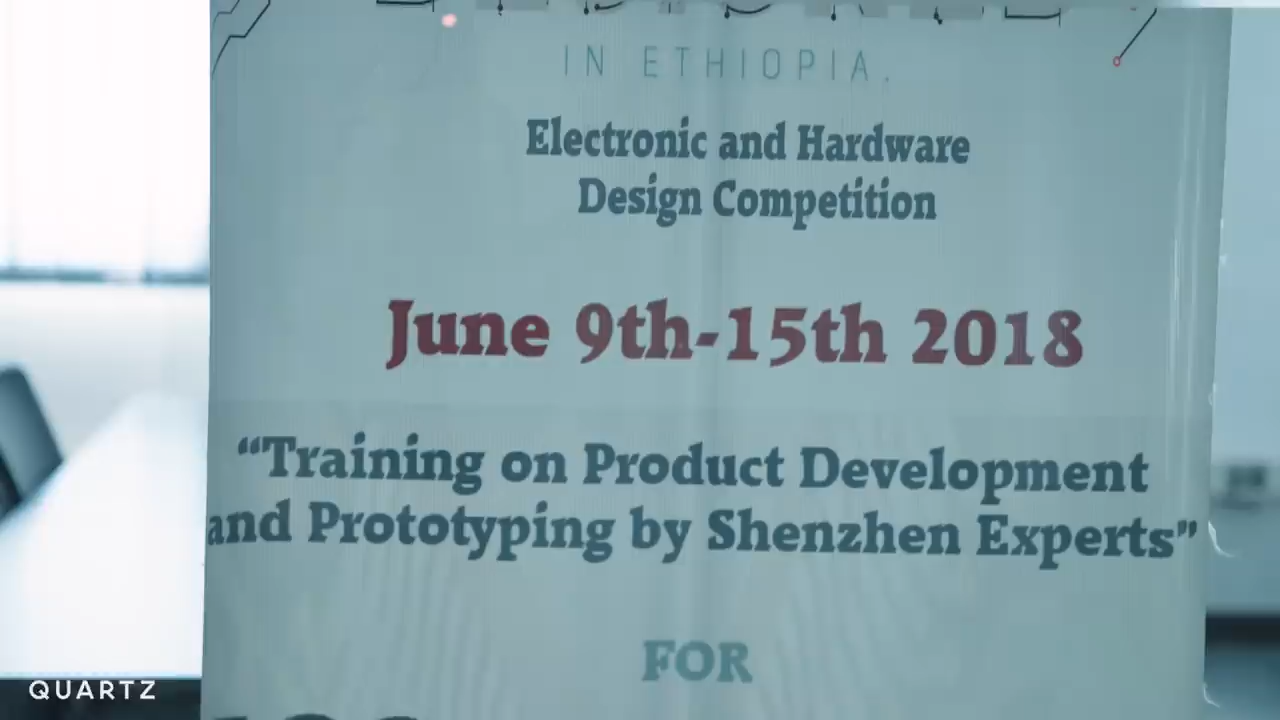 IN ETHIOPIA.
Electronic and Hardware
Design Competition
June 9th-15th 2018
“Training on Product Development
and Prototyping by Shenzhen Experts”
FOR
QUARTZ